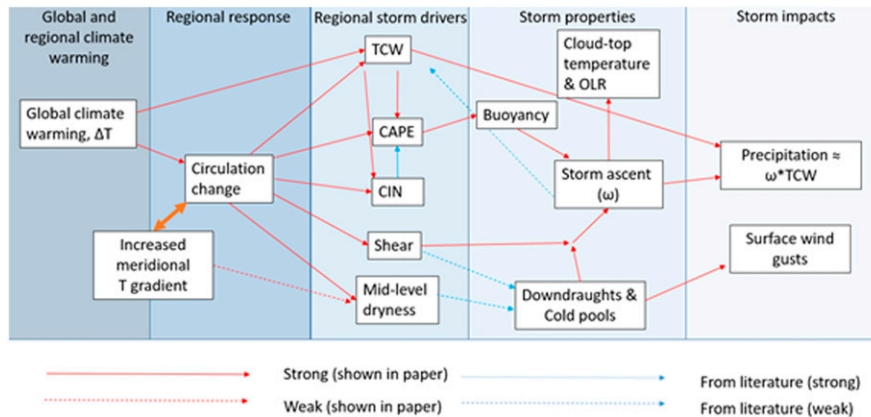 Global and
regional climate
warming
Regional response
Regional storm drivers
Storm properties
Storm impacts
TCW
Cloud-top
temperature
& OLR
Global climate
warming, ΔT
Buoyancy
CAPE
Circulation
change
Storm ascent
(ω)
Precipitation ≈
ω*TCW
CIN
Increased
meridional
T gradient
Shear
Surface wind
gusts
Mid-level
dryness
Downdraughts &
Cold pools
Strong (shown in paper)
From literature (strong)
Weak (shown in paper)
From literature (weak)